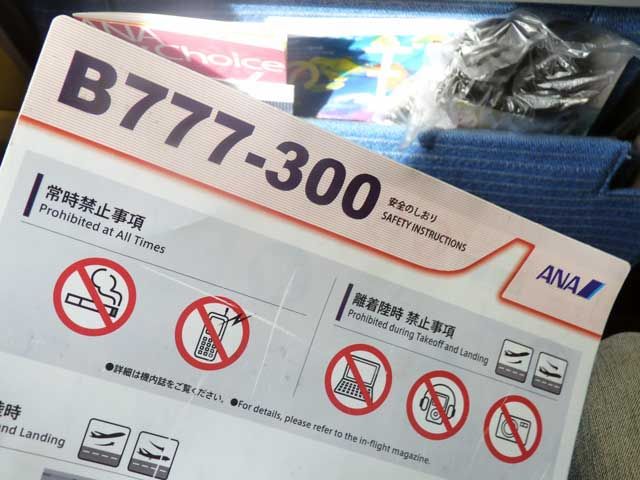 ANA
Choice
B777-300
安全のしおり
SAFETY INSTRUCTIONS
ANA
常時禁止事項
Prohibited at All Times
離着陸時 禁止事項
Prohibited during Takeoff and Landing
●詳細は機内誌をご覧ください。 ●For details, please refer to the in-flight magazine.
陸時
and Landing